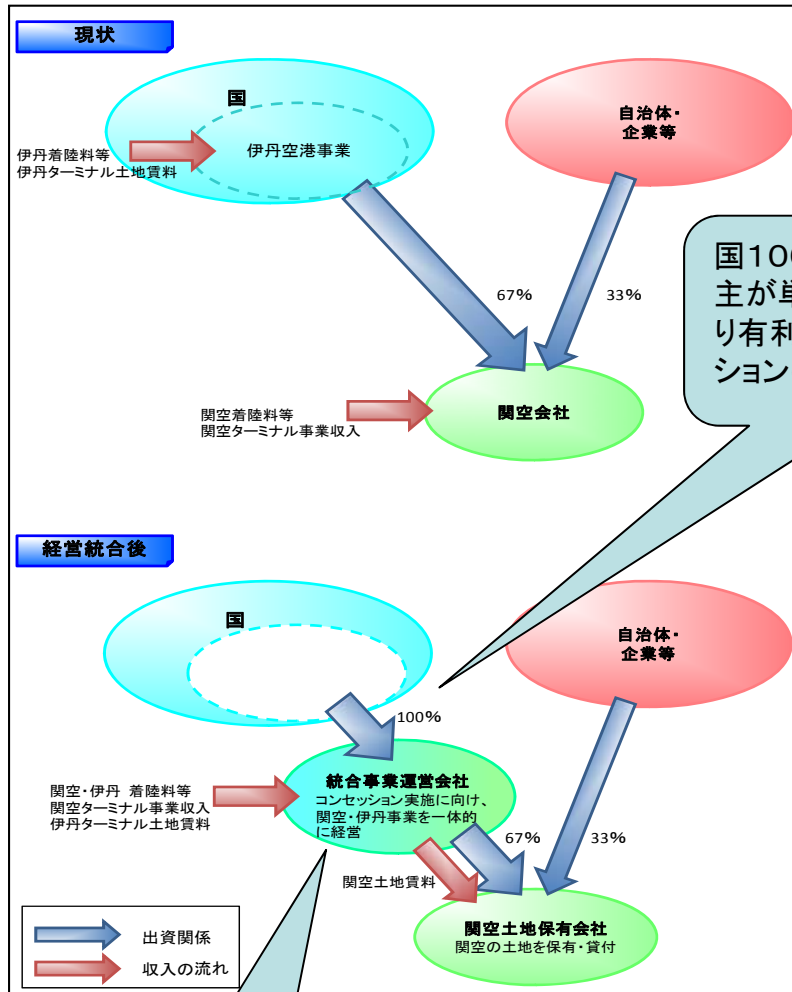 現状
国
伊丹空港事業
伊丹着陸料等
伊丹ターミナル土地賃料
自治体・
企業等
67%
33%
国10
主が単
り有利
ション
関空着陸料等
関空ターミナル事業収入
関空会社
経営統合後
国
自治体・
企業等
100%
関空・伊丹 着陸料等
関空ターミナル事業収入
伊丹ターミナル土地賃料
統合事業運営会社
コンセッション実施に向け、
関空・伊丹事業を一体的
に経営
67%
33%
関空土地賃料
関空土地保有会社
関空の土地を保有・貸付
出資関係
収入の流れ